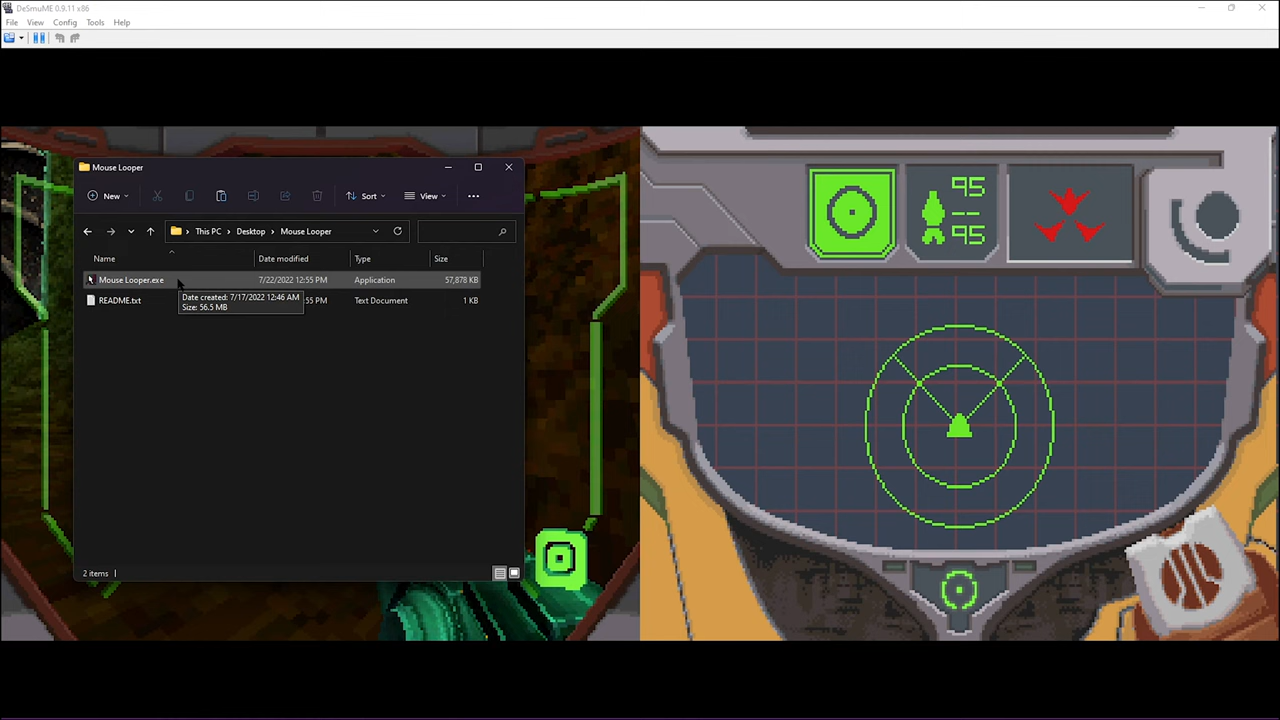 DeSmuME 0.9.11 x86
File View Config Tools Help
Mouse Looper
New Sort View
This PC > Desktop > Mouse Looper
Name Date modified Type Size
Mouse Looper.exe 7/22/2022 12:55 PM Application 57,878 KB
README.txt :55 PM Text Document 1 KB
Date created: 7/17/2022 12:46 AM
Size: 56.5 MB
2 items
95
95